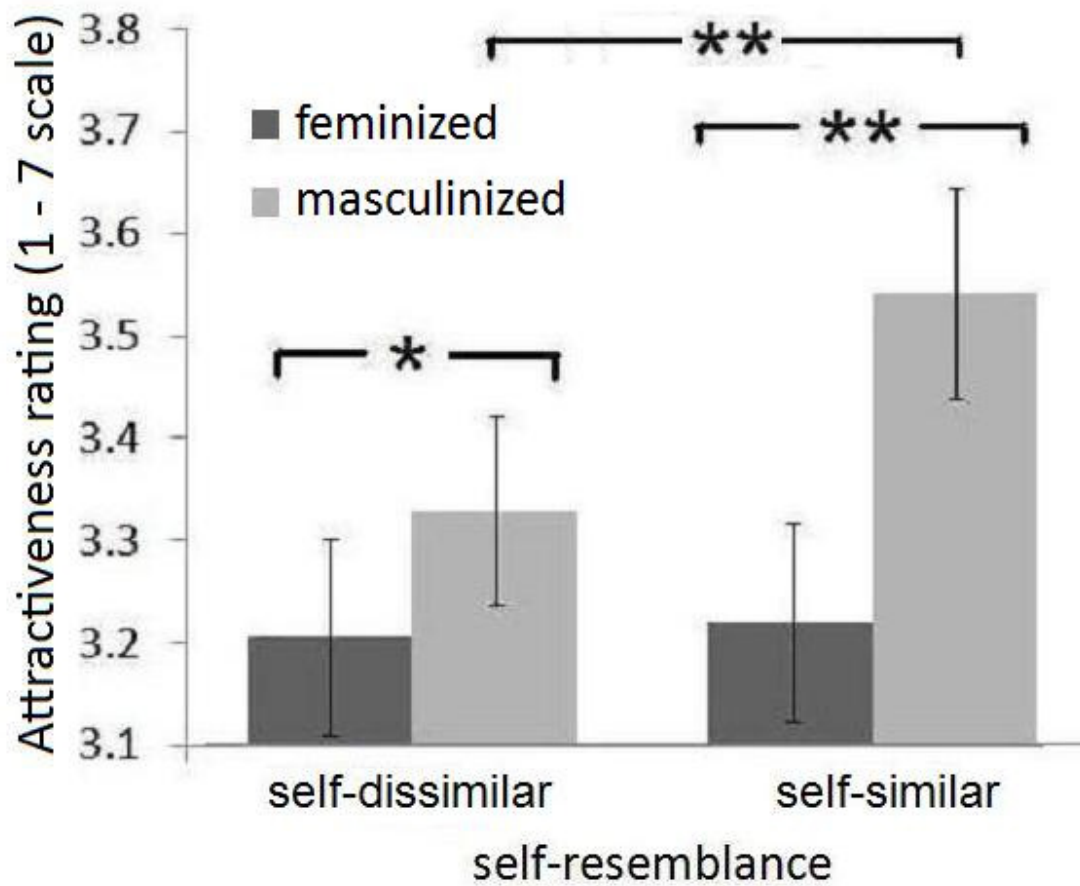 Attractiveness rating (1 - 7 scale)
3.8
3.7
3.6
3.5
3.4
3.3
3.2
3.1
feminized
masculinized
**
**
*
self-dissimilar
self-similar
self-resemblance